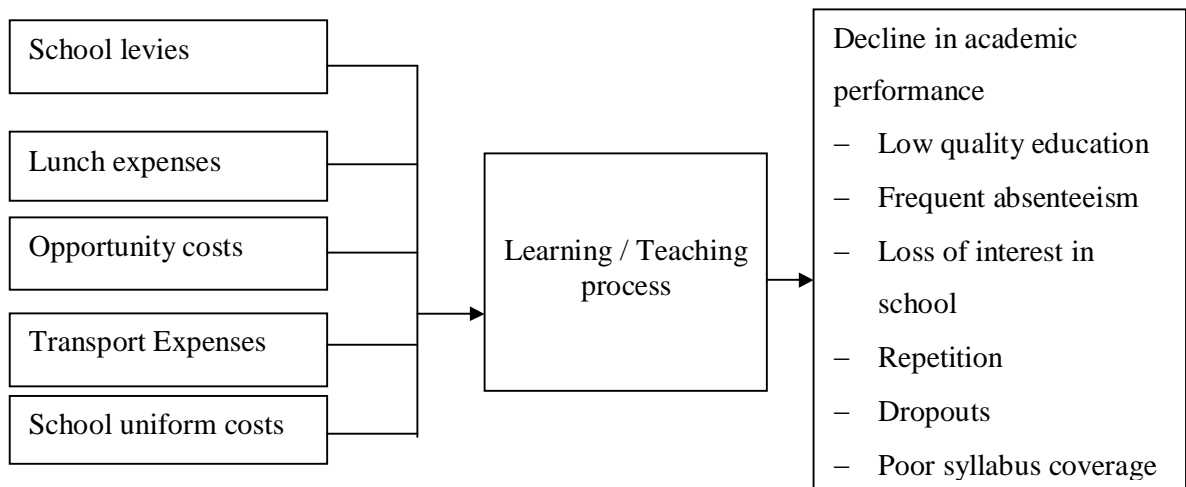 School levies
Lunch expenses
Opportunity costs
Transport Expenses
School uniform costs
Learning / Teaching
process
Decline in academic
performance
– Low quality education
– Frequent absenteeism
– Loss of interest in
school
– Repetition
– Dropouts
– Poor syllabus coverage